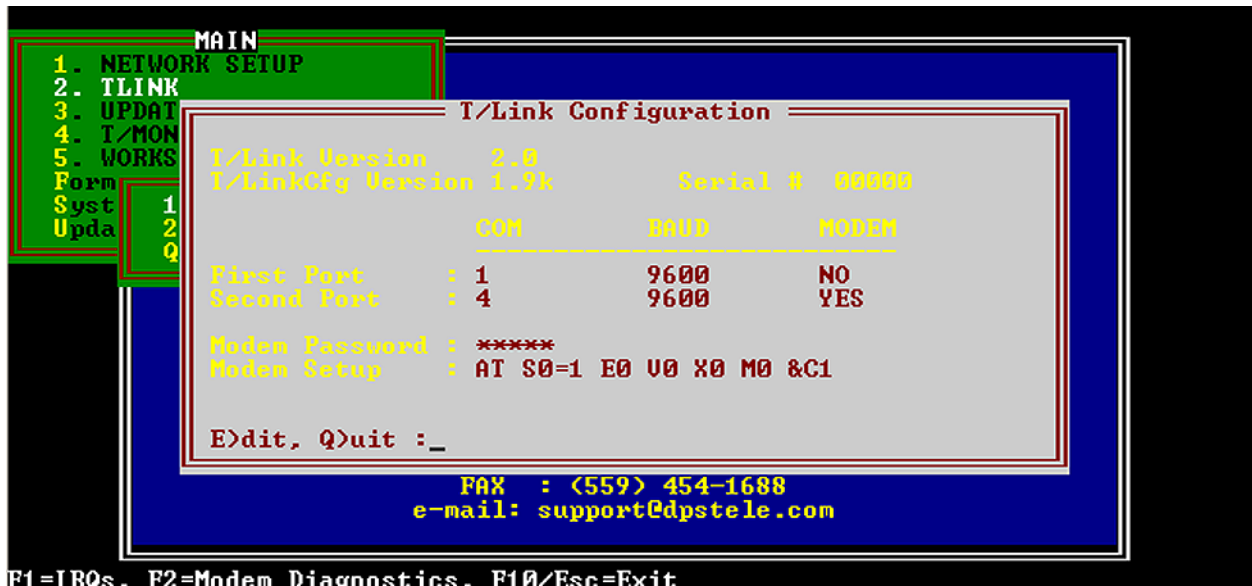 MAIN
1. NETWORK SETUP
2. TLINK
3. UPDAT
4. T/MON
5. WORKS
Form
Syst
Upda
1
2
Q
T/Link Configuration
T/Link Version 2.0
T/LinkCfg Version 1.9k Serial # 00000
COM BAUD MODEM
First Port : 1 9600 NO
Second Port : 4 9600 YES
Modem Password : *****
Modem Setup : AT S0=1 E0 V0 X0 M0 &C1
E>dit, Q>uit :_
FAX : (559) 454-1688
e-mail: support@dpstele.com
F1=IRQs, F2=Modem Diagnostics, F10/Esc=Exit